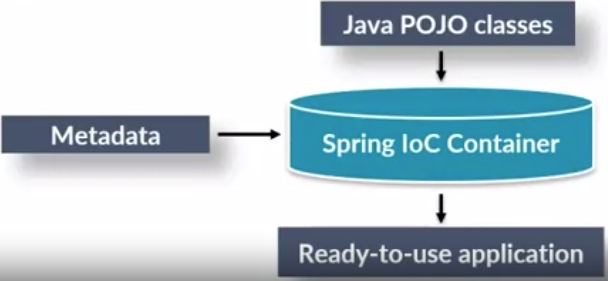 Java POJO classes
Metadata
Spring IoC Container
Ready-to-use application